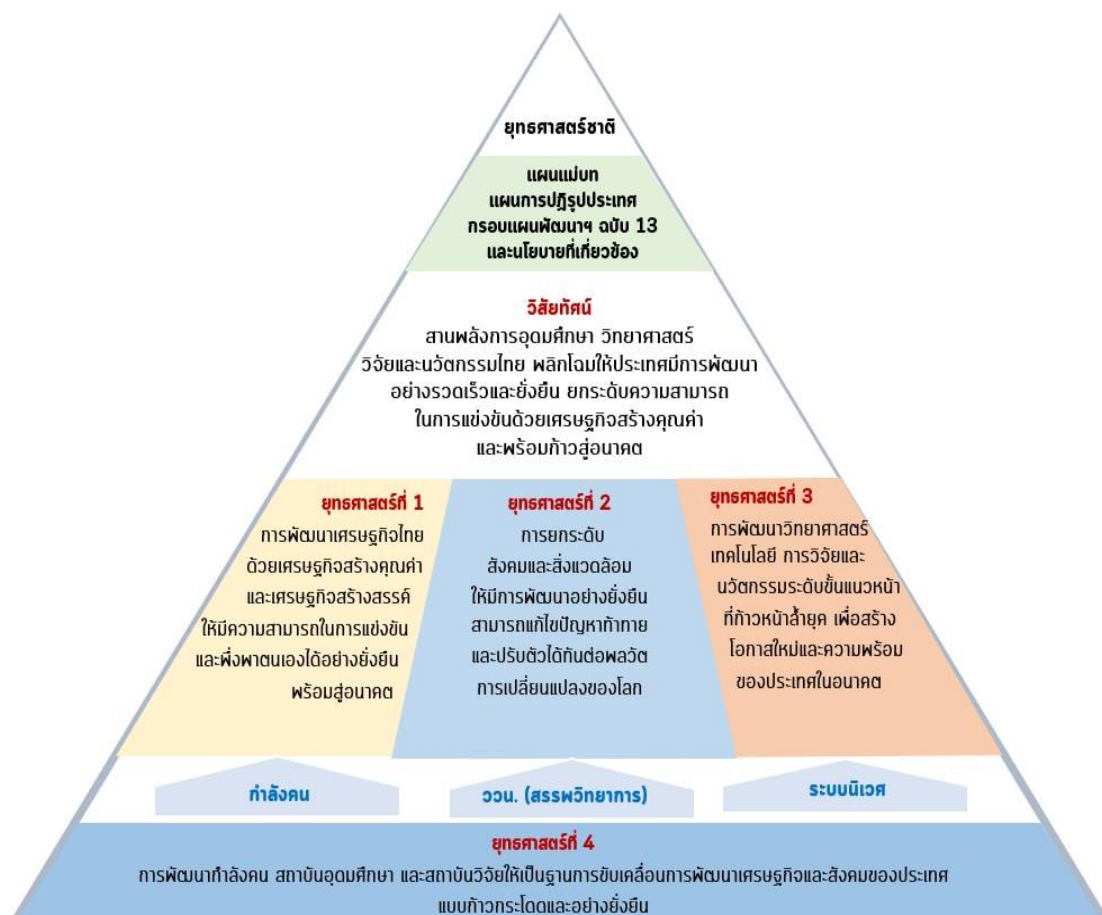 ยุทธศาสตร์ชาติ
แผนแม่บท
แผนการปฏิรูปประเทศ
กรอบแผนพัฒนาฯ ฉบับ 13
และนโยบายที่เกี่ยวข้อง
วิสัยทัศน์
สานพลังการอุดมศึกษา วิทยาศาสตร์
วิจัยและนวัตกรรมไทย พลิกโฉมให้ประเทศมีการพัฒนา
อย่างรวดเร็วและยั่งยืน ยกระดับความสามารถ
ในการแข่งขันด้วยเศรษฐกิจสร้างคุณค่า
และพร้อมก้าวสู่อนาคต
ยุทธศาสตร์ที่ 1
การพัฒนาเศรษฐกิจไทย
ด้วยเศรษฐกิจสร้างคุณค่า
และเศรษฐกิจสร้างสรรค์
ให้มีความสามารถในการแข่งขัน
และพึ่งพาตนเองได้อย่างยั่งยืน
พร้อมสู่อนาคต
ยุทธศาสตร์ที่ 2
การยกระดับ
สังคมและสิ่งแวดล้อม
ให้มีการพัฒนาอย่างยั่งยืน
สามารถแก้ไขปัญหาท้าทาย
และปรับตัวได้ทันต่อพลวัต
การเปลี่ยนแปลงของโลก
ยุทธศาสตร์ที่ 3
การพัฒนาวิทยาศาสตร์
เทคโนโลยี การวิจัยและ
นวัตกรรมระดับขั้นแนวหน้า
ที่ก้าวหน้าล้ำยุค เพื่อสร้าง
โอกาสใหม่และความพร้อม
ของประเทศในอนาคต
กำลังคน
ววน. (สรรพวิทยาการ)
ระบบนิเวศ
ยุทธศาสตร์ที่ 4
การพัฒนากำลังคน สถาบันอุดมศึกษา และสถาบันวิจัยให้เป็นฐานการขับเคลื่อนการพัฒนาเศรษฐกิจและสังคมของประเทศ
แบบก้าวกระโดดและอย่างยั่งยืน